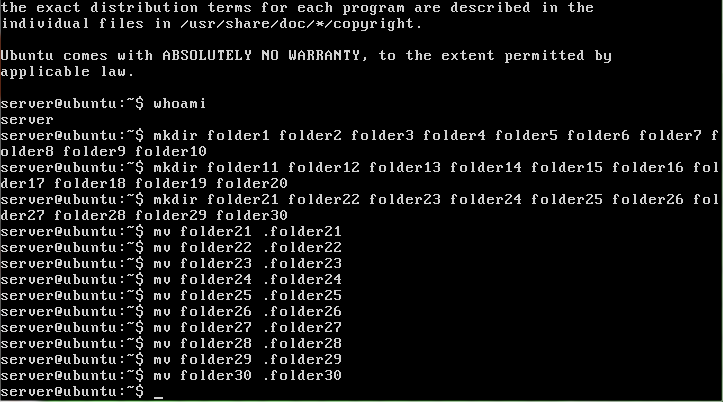 the exact distribution terms for each program are described in the
individual files in /usr/share/doc/*/copyright.
Ubuntu comes with ABSOLUTELY NO WARRANTY, to the extent permitted by
applicable law.
server@ubuntu:~$ whoami
server
server@ubuntu:~$ mkdir folder1 folder2 folder3 folder4 folder5 folder6 folder7 f
older8 folder9 folder10
server@ubuntu:~$ mkdir folder11 folder12 folder13 folder14 folder15 folder16 fol
der17 folder18 folder19 folder20
server@ubuntu:~$ mkdir folder21 folder22 folder23 folder24 folder25 folder26 fol
der27 folder28 folder29 folder30
server@ubuntu:~$ mv folder21 .folder21
server@ubuntu:~$ mv folder22 .folder22
server@ubuntu:~$ mv folder23 .folder23
server@ubuntu:~$ mv folder24 .folder24
server@ubuntu:~$ mv folder25 .folder25
server@ubuntu:~$ mv folder26 .folder26
server@ubuntu:~$ mv folder27 .folder27
server@ubuntu:~$ mv folder28 .folder28
server@ubuntu:~$ mv folder29 .folder29
server@ubuntu:~$ mv folder30 .folder30
server@ubuntu:~$ _